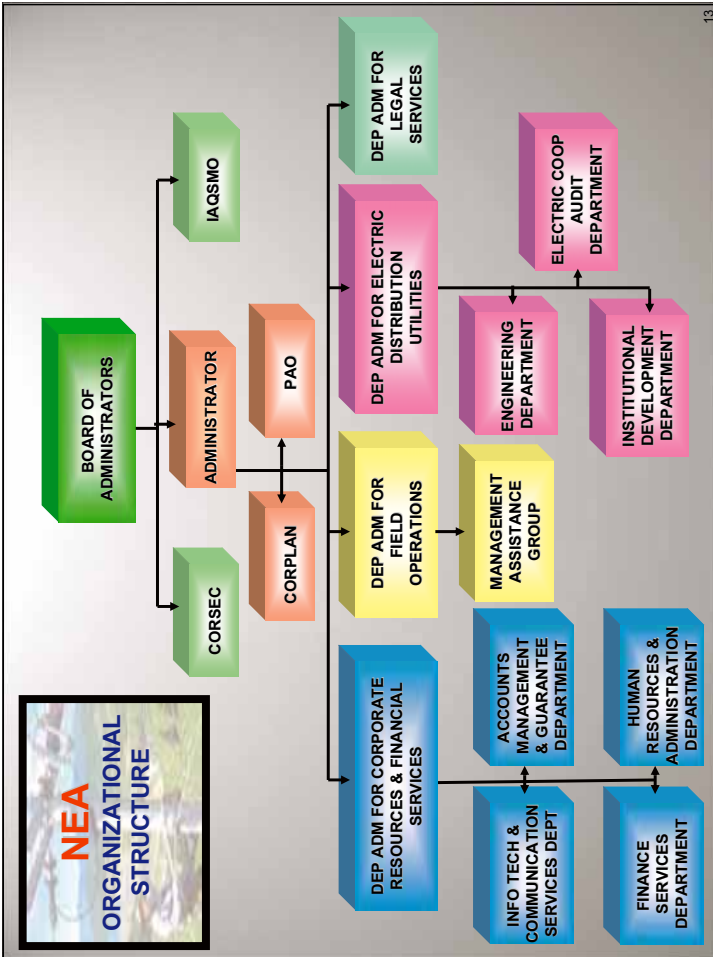 NEA
ORGANIZATIONAL
STRUCTURE
BOARD OF
ADMINISTRATORS
CORSEC
ADMINISTRATOR
IAQSMO
CORPLAN
PAO
DEP ADM FOR CORPORATE
RESOURCES & FINANCIAL
SERVICES
DEP ADM FOR
FIELD
OPERATIONS
DEP ADM FOR ELECTRIC
DISTRIBUTION
UTILITIES
DEP ADM FOR
LEGAL
SERVICES
INFO TECH &
COMMUNICATION
SERVICES DEPT
ACCOUNTS
MANAGEMENT
& GUARANTEE
DEPARTMENT
MANAGEMENT
ASSISTANCE
GROUP
ENGINEERING
DEPARTMENT
ELECTRIC COOP
AUDIT
DEPARTMENT
FINANCE
SERVICES
DEPARTMENT
HUMAN
RESOURCES &
ADMINISTRATION
DEPARTMENT
INSTITUTIONAL
DEVELOPMENT
DEPARTMENT
13